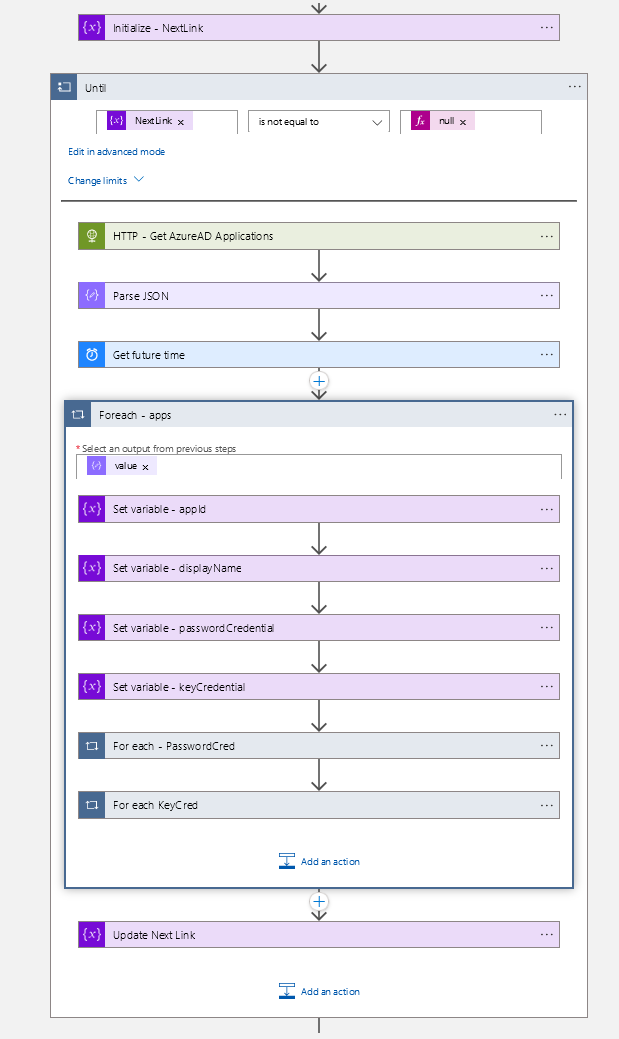 {x} Initialize - NextLink ...
Until ...
{x} NextLink x is not equal to fx null x
Edit in advanced mode
Change limits
HTTP - Get AzureAD Applications ...
Parse JSON ...
Get future time ...
Foreach - apps ...
* Select an output from previous steps
value x
{x} Set variable - appId ...
{x} Set variable - displayName ...
{x} Set variable - passwordCredential ...
{x} Set variable - keyCredential ...
For each - PasswordCred ...
For each KeyCred ...
Add an action
{x} Update Next Link ...
Add an action